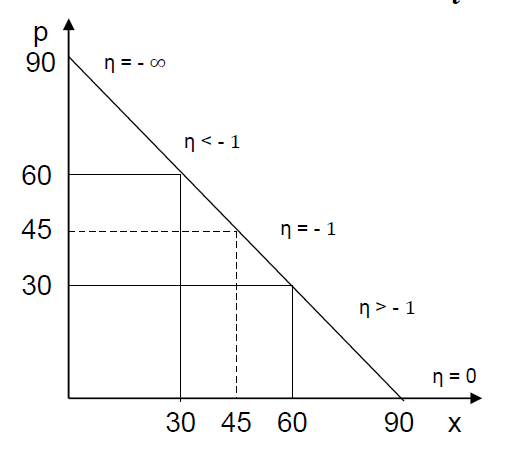 p
90
η = - ∞
η < - 1
60
45
η = - 1
30
η > - 1
η = 0
30 45 60 90 x